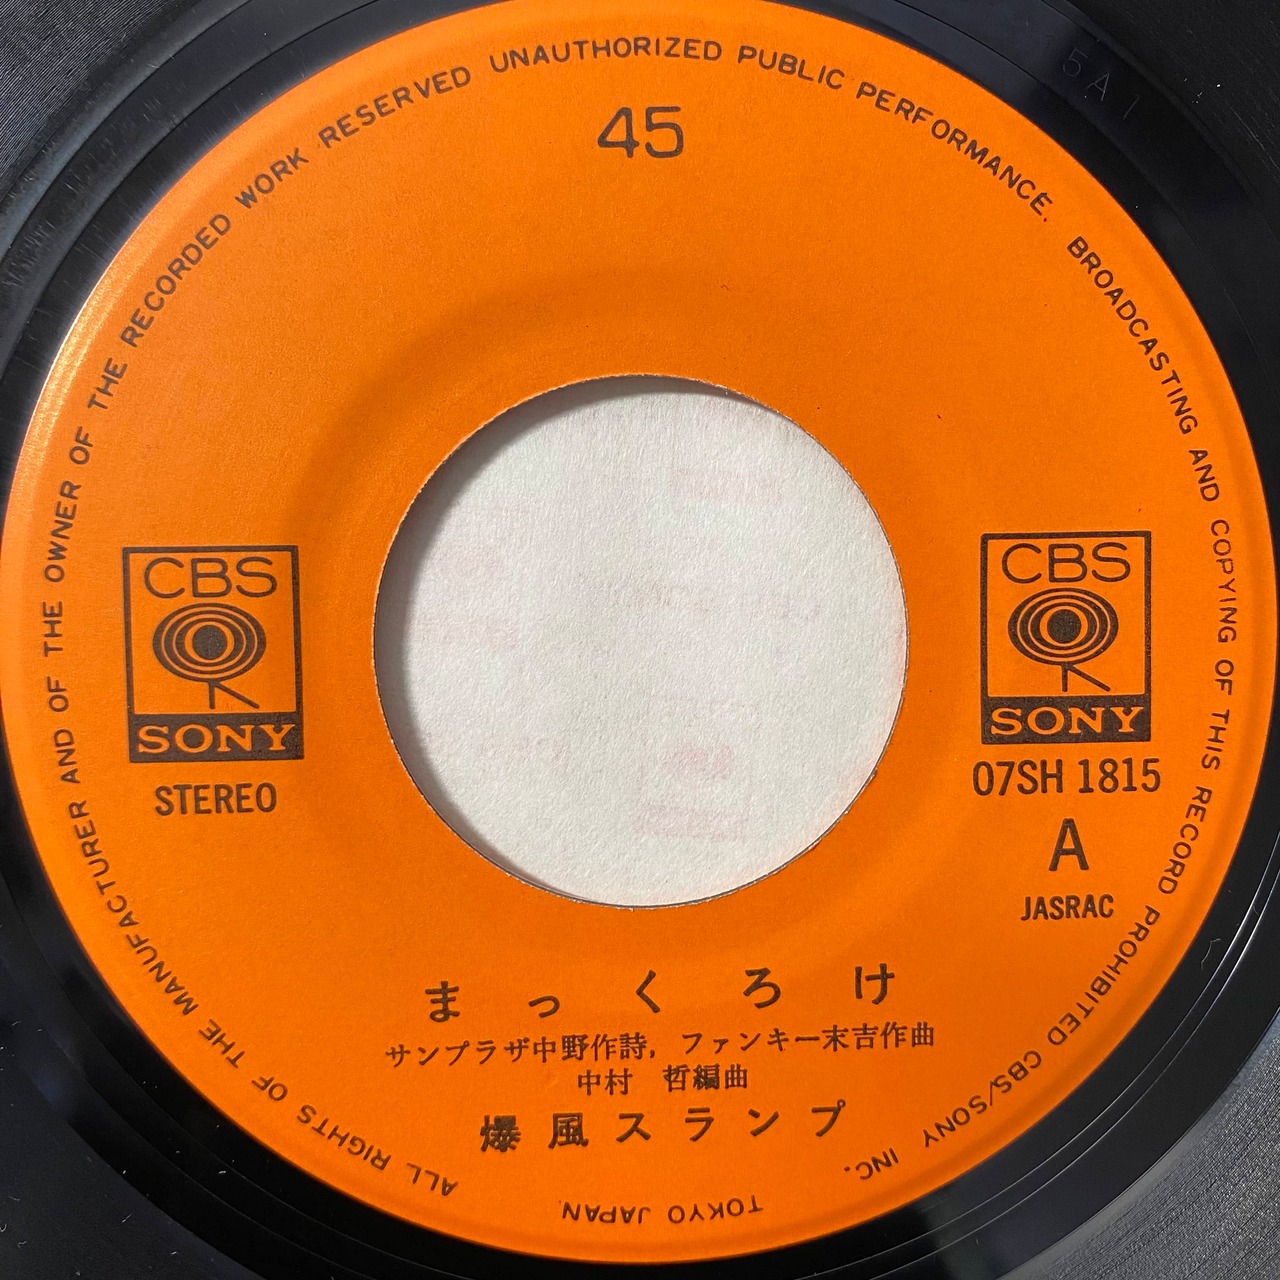 ALL RIGHTS OF THE MANUFACTURER AND OF THE OWNER OF THE RECORDED WORK RESERVED UNAUTHORIZED PUBLIC PERFORMANCE. BROADCASTING AND COPYING OF THIS RECORD PROHIBITED CBS/SONY INC.
TOKYO JAPAN.
5A1
45
CBS
SONY
STEREO
CBS
SONY
07SH 1815
A
JASRAC
まっくろけ
サンプラザ中野作詩，ファンキー末吉作曲
中村 哲編曲
爆風スランプ